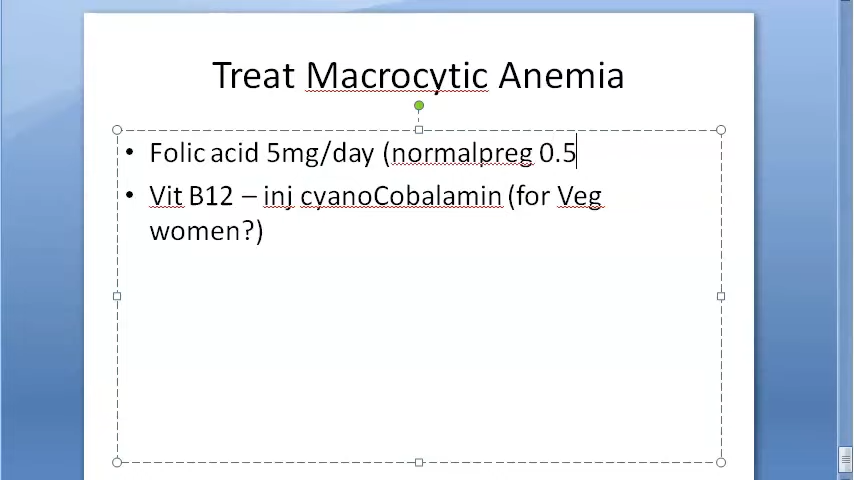 Treat Macrocytic Anemia
• Folic acid 5mg/day (normalpreg 0.5
• Vit B12 – inj cyanoCobalamin (for Veg
women?)